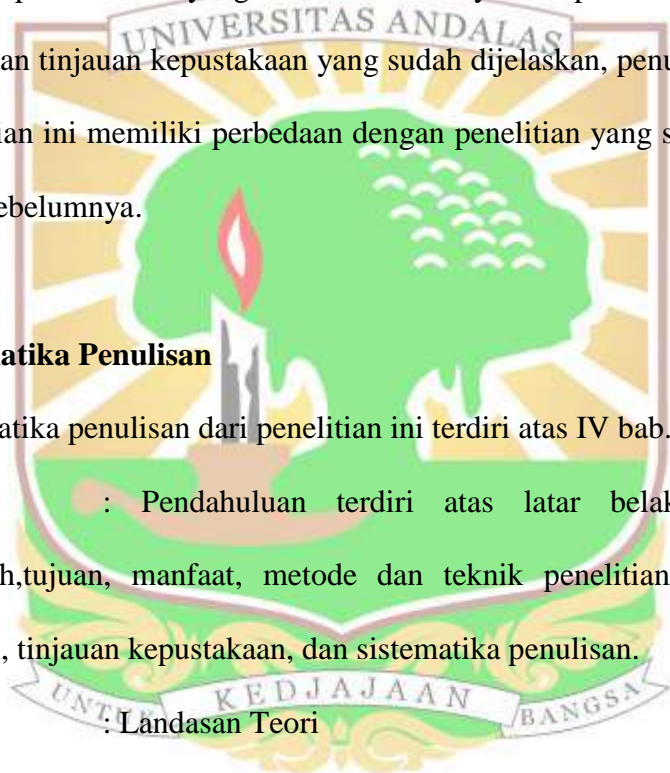 UNIVERSITAS ANDALAS
an tinjauan kepustakaan yang sudah dijelaskan, penu
ian ini memiliki perbedaan dengan penelitian yang s
ebelumnya.
atika Penulisan
atika penulisan dari penelitian ini terdiri atas IV bab.
: Pendahuluan terdiri atas latar belak
h,tujuan, manfaat, metode dan teknik penelitian
, tinjauan kepustakaan, dan sistematika penulisan.
UNTUK KEDJAJAAN BANGSA
: Landasan Teori